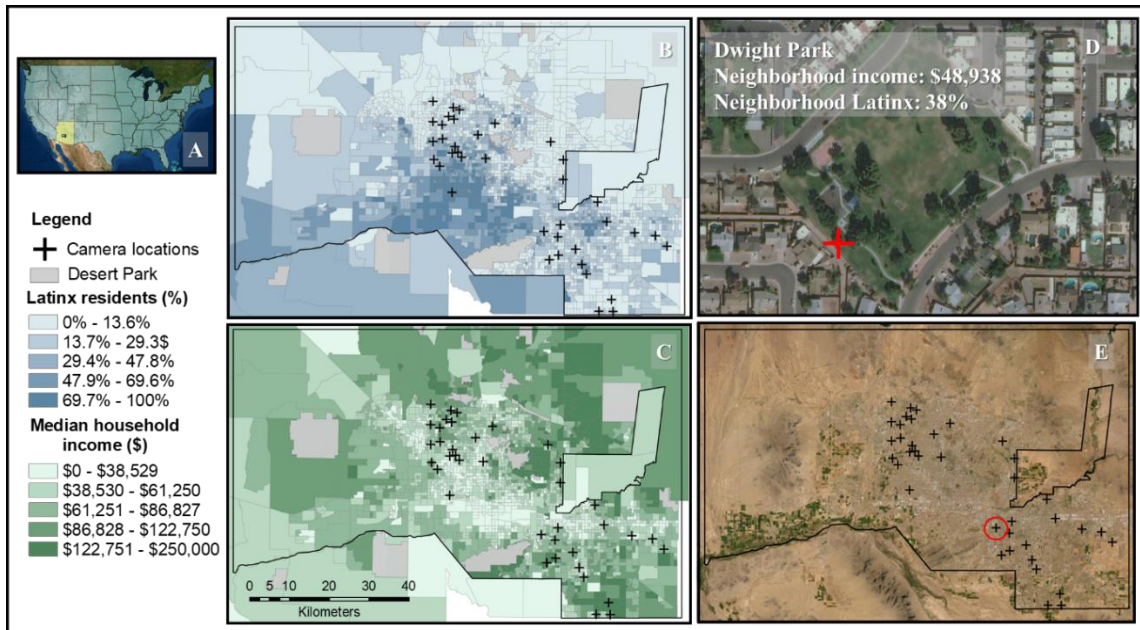 A
Legend
Camera locations
Desert Park
Latinx residents (%)
0% - 13.6%
13.7% - 29.3$
29.4% - 47.8%
47.9% - 69.6%
69.7% - 100%
Median household
income ($)
$0 - $38,529
$38,530 - $61,250
$61,251 - $86,827
$86,828 - $122,750
$122,751 - $250,000
B
C
0 5 10 20 30 40
Kilometers
Dwight Park
Neighborhood income: $48,938
Neighborhood Latinx: 38%
D
E